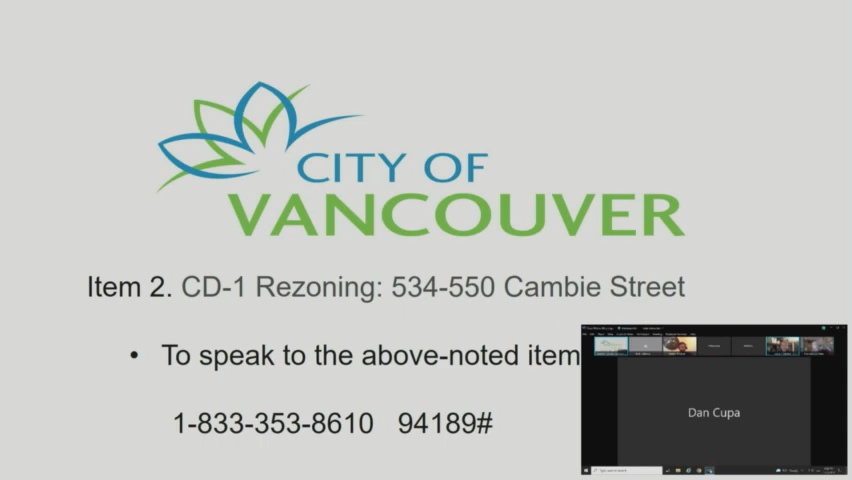 CITY OF
VANCOUVER
Item 2. CD-1 Rezoning: 534-550 Cambie Street
• To speak to the above-noted item
1-833-353-8610 94189#
Dan Cupa